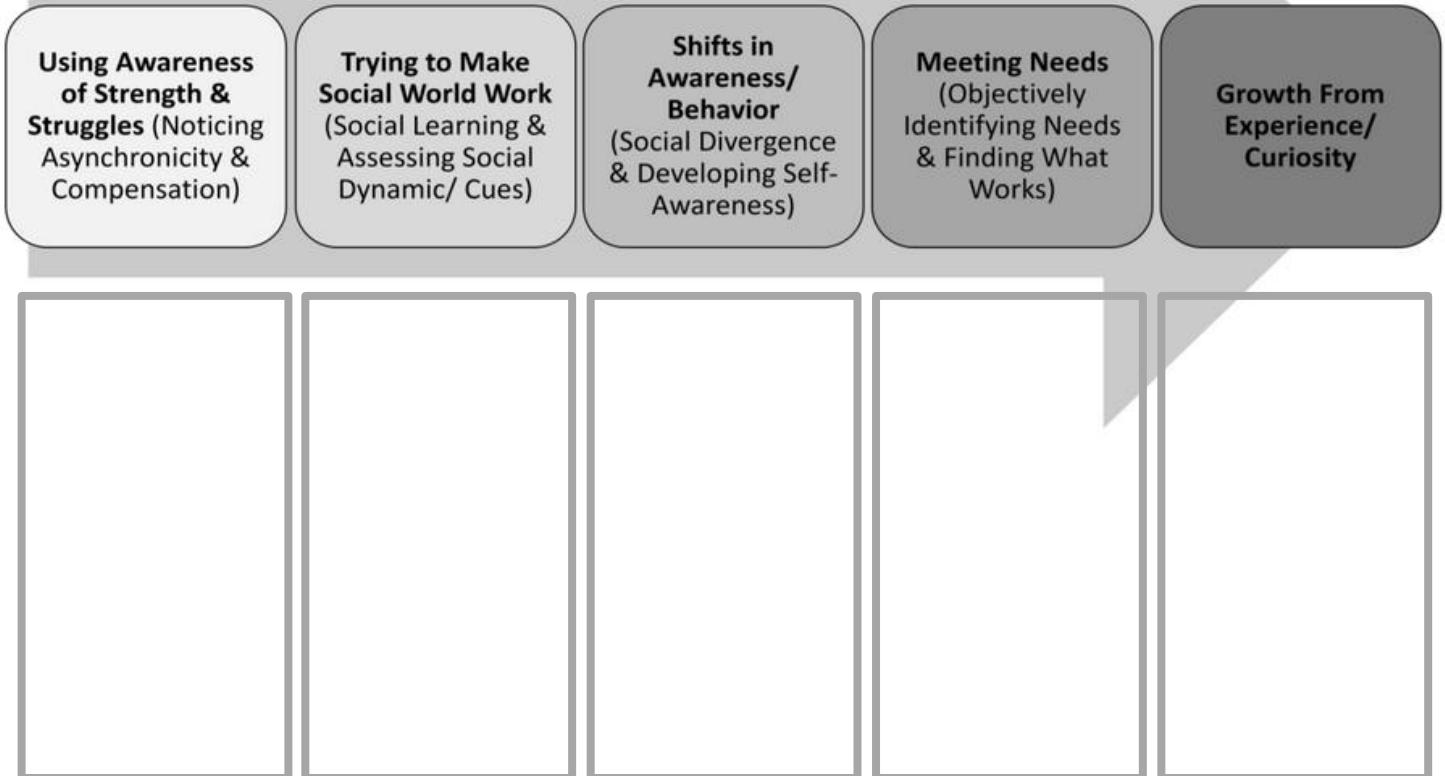 Using Awareness
of Strength &
Struggles (Noticing
Asynchronicity &
Compensation)
Trying to Make
Social World Work
(Social Learning &
Assessing Social
Dynamic/ Cues)
Shifts in
Awareness/
Behavior
(Social Divergence
& Developing Self-
Awareness)
Meeting Needs
(Objectively
Identifying Needs
& Finding What
Works)
Growth From
Experience/
Curiosity